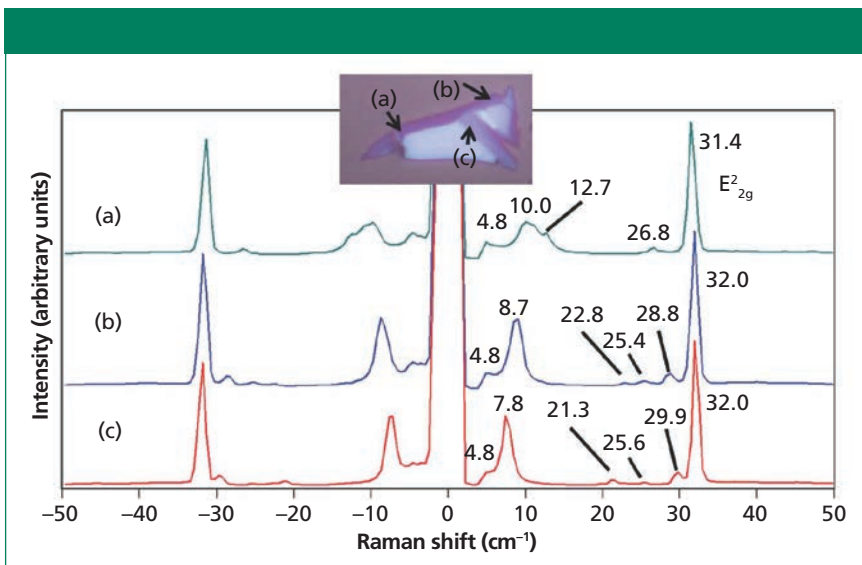 (a)
(b)
(c)
(a)
4.8
10.0
12.7
26.8
31.4
E²₂g
(b)
4.8
8.7
22.8
25.4
28.8
32.0
(c)
4.8
7.8
21.3
25.6
29.9
32.0
Intensity (arbitrary units)
–50 –40 –30 –20 –10 0 10 20 30 40 50
Raman shift (cm⁻¹)